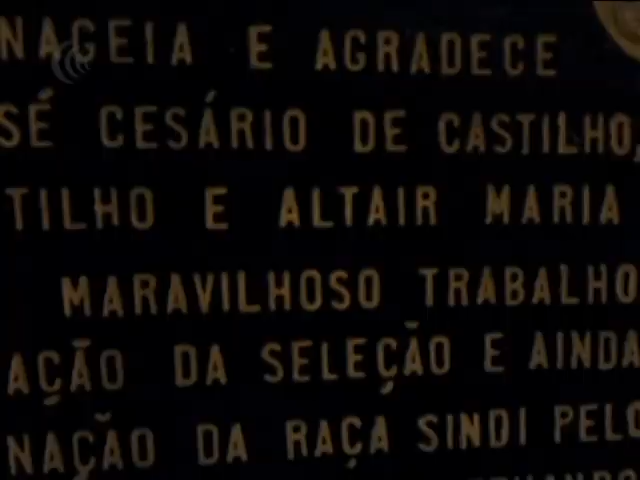 NAGEIA E AGRADECE
SÉ CESÁRIO DE CASTILHO,
TILHO E ALTAIR MARIA
MARAVILHOSO TRABALHO
AÇÃO DA SELEÇÃO E AINDA
NAÇÃO DA RAÇA SINDI PELO